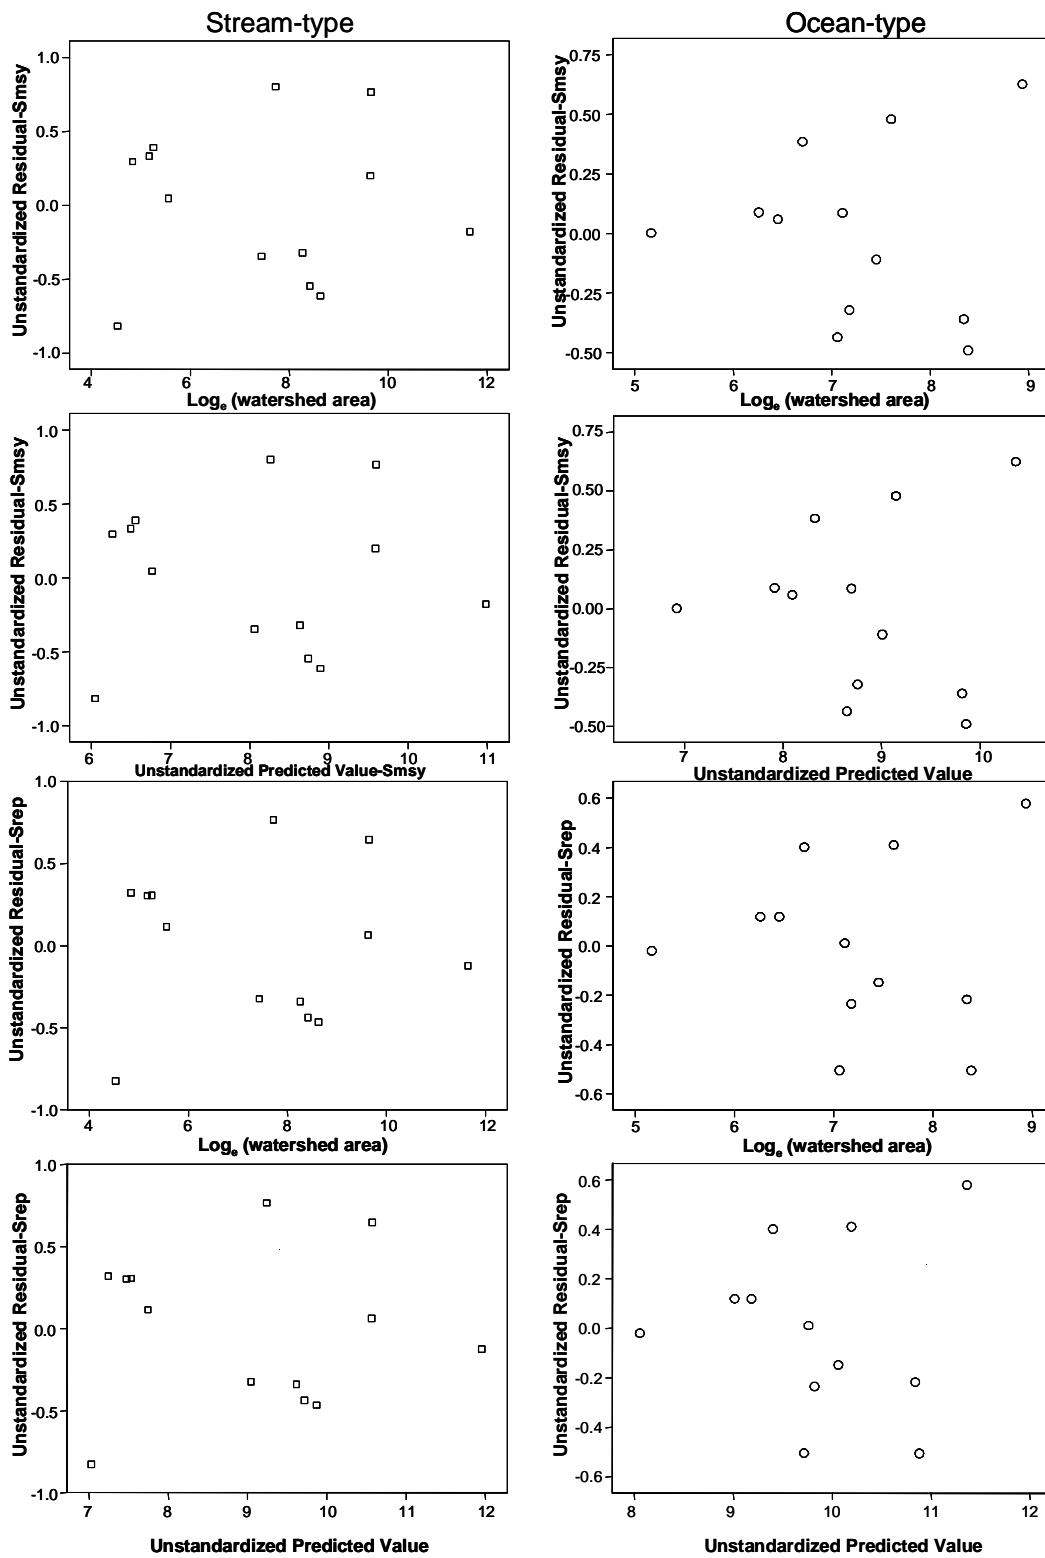 Stream-type
Ocean-type
Unstandardized Residual-Smsy
1.0
0.5
0.0
-0.5
-1.0
4 6 8 10 12
Logₑ (watershed area)
Unstandardized Residual-Smsy
0.75
0.50
0.25
0.00
-0.25
-0.50
5 6 7 8 9
Logₑ (watershed area)
Unstandardized Residual-Smsy
1.0
0.5
0.0
-0.5
-1.0
6 7 8 9 10 11
Unstandardized Predicted Value-Smsy
Unstandardized Residual-Smsy
0.75
0.50
0.25
0.00
-0.25
-0.50
7 8 9 10
Unstandardized Predicted Value
Unstandardized Residual-Srep
1.0
0.5
0.0
-0.5
-1.0
4 6 8 10 12
Logₑ (watershed area)
Unstandardized Residual-Srep
0.6
0.4
0.2
0.0
-0.2
-0.4
-0.6
5 6 7 8 9
Logₑ (watershed area)
Unstandardized Residual-Srep
1.0
0.5
0.0
-0.5
-1.0
7 8 9 10 11 12
Unstandardized Predicted Value
Unstandardized Residual-Srep
0.6
0.4
0.2
0.0
-0.2
-0.4
-0.6
8 9 10 11 12
Unstandardized Predicted Value